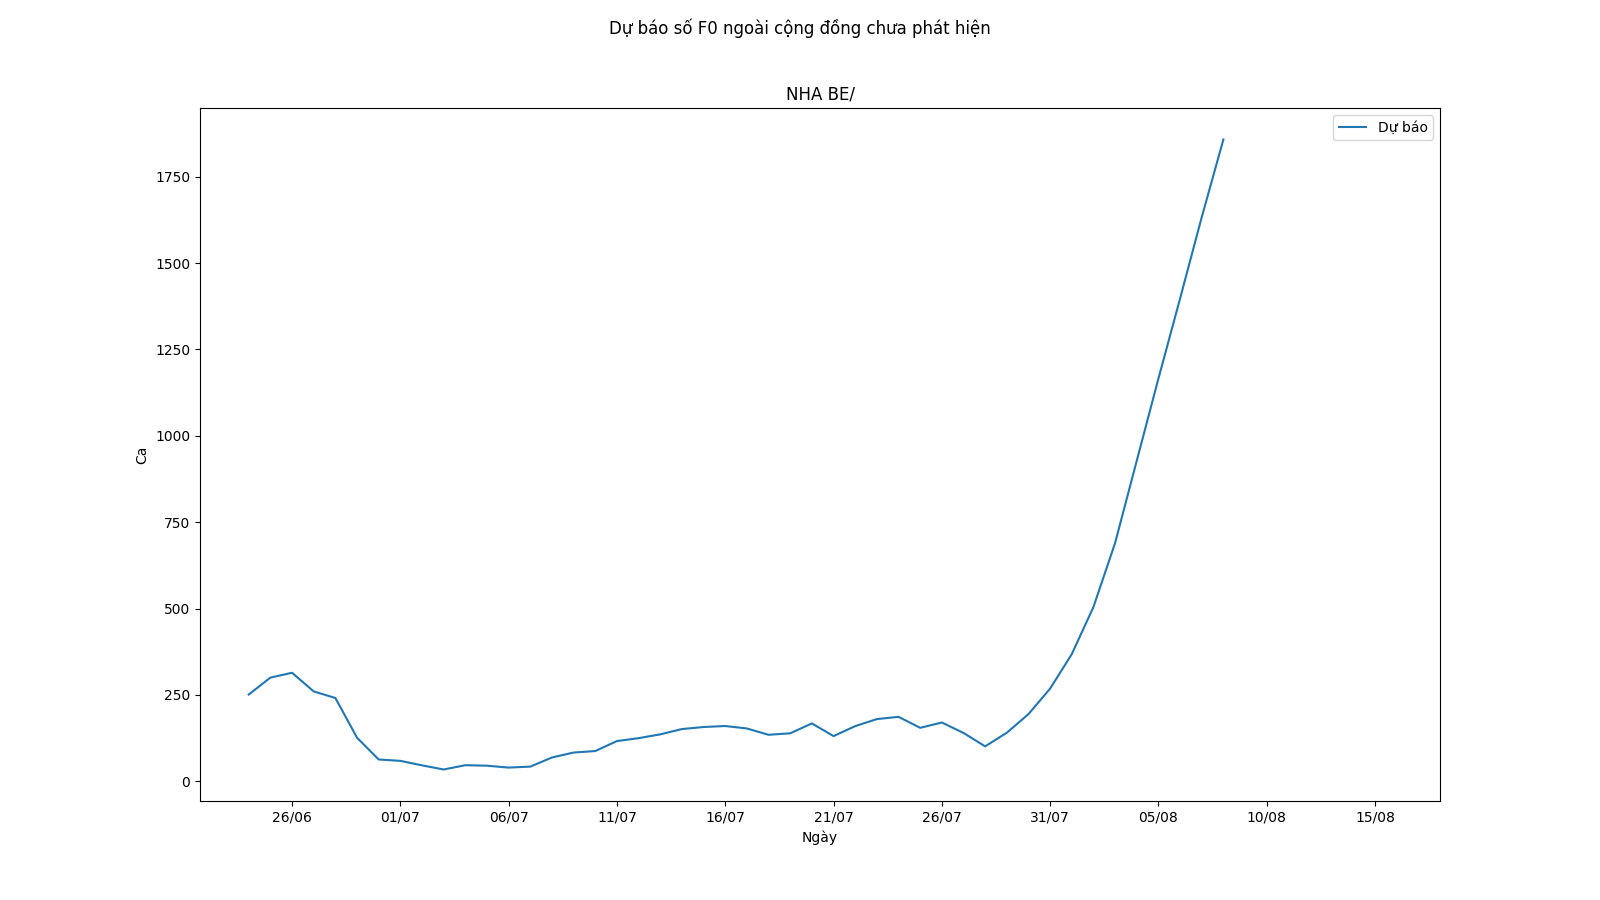 Dự báo số F0 ngoài cộng đồng chưa phát hiện
NHA BE/
Dự báo
1750
1500
1250
1000
750
500
250
0
Ca
26/06 01/07 06/07 11/07 16/07 21/07 26/07 31/07 05/08 10/08 15/08
Ngày